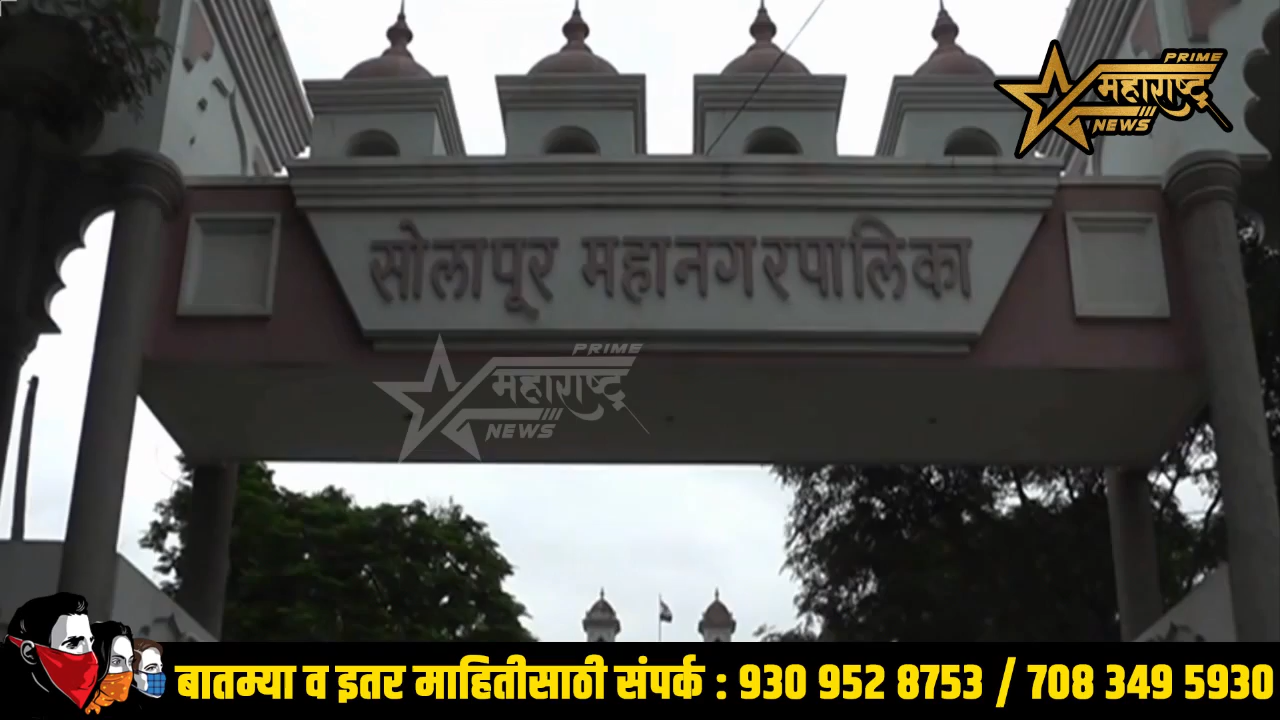 PRIME
महाराष्ट्र
NEWS
सोलापूर महानगरपालिका
PRIME
महाराष्ट्र
NEWS
बातम्या व इतर माहितीसाठी संपर्क : 930 952 8753 / 708 349 5930